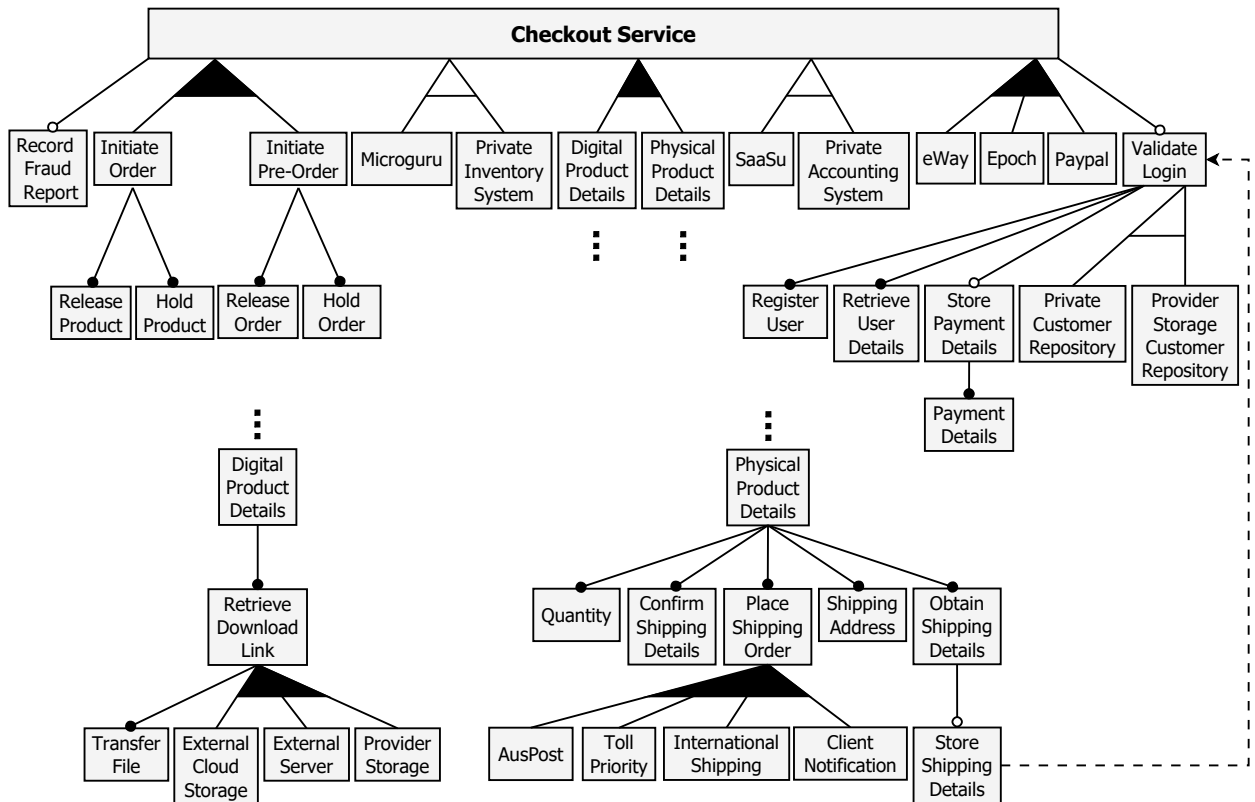 Checkout Service
Record
Fraud
Report
Initiate
Order
Initiate
Pre-Order
Microguru
Private
Inventory
System
Digital
Product
Details
Physical
Product
Details
SaaSu
Private
Accounting
System
eWay
Epoch
Paypal
Validate
Login
Release
Product
Hold
Product
Release
Order
Hold
Order
Register
User
Retrieve
User
Details
Store
Payment
Details
Private
Customer
Repository
Provider
Storage
Customer
Repository
Payment
Details
Digital
Product
Details
Physical
Product
Details
Retrieve
Download
Link
Quantity
Confirm
Shipping
Details
Place
Shipping
Order
Shipping
Address
Obtain
Shipping
Details
Transfer
File
External
Cloud
Storage
External
Server
Provider
Storage
AusPost
Toll
Priority
International
Shipping
Client
Notification
Store
Shipping
Details